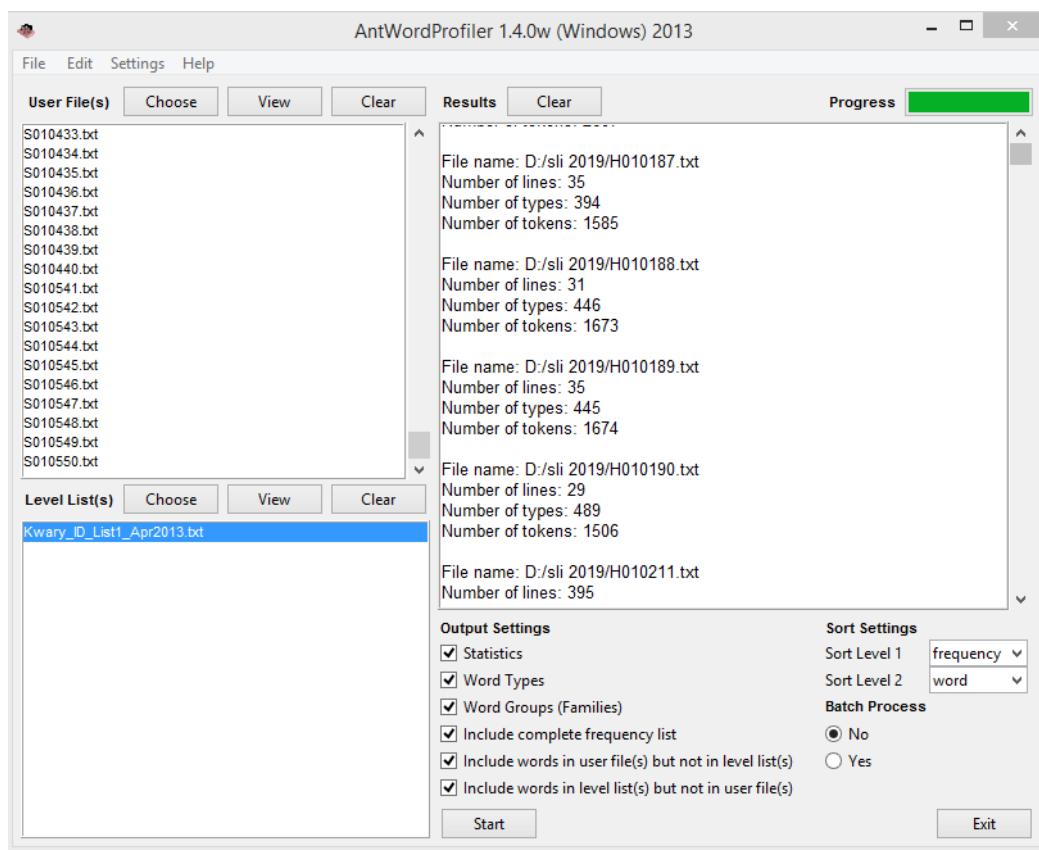 AntWordProfiler 1.4.0w (Windows) 2013
File Edit Settings Help
User File(s) Choose View Clear
S010433.txt
S010434.txt
S010435.txt
S010436.txt
S010437.txt
S010438.txt
S010439.txt
S010440.txt
S010541.txt
S010542.txt
S010543.txt
S010544.txt
S010545.txt
S010546.txt
S010547.txt
S010548.txt
S010549.txt
S010550.txt
Level List(s) Choose View Clear
Kwary_ID_List1_Apr2013.txt
Results Clear Progress
File name: D:/sli 2019/H010187.txt
Number of lines: 35
Number of types: 394
Number of tokens: 1585
File name: D:/sli 2019/H010188.txt
Number of lines: 31
Number of types: 446
Number of tokens: 1673
File name: D:/sli 2019/H010189.txt
Number of lines: 35
Number of types: 445
Number of tokens: 1674
File name: D:/sli 2019/H010190.txt
Number of lines: 29
Number of types: 489
Number of tokens: 1506
File name: D:/sli 2019/H010211.txt
Number of lines: 395
Output Settings
Statistics
Word Types
Word Groups (Families)
Include complete frequency list
Include words in user file(s) but not in level list(s)
Include words in level list(s) but not in user file(s)
Start
Sort Settings
Sort Level 1 frequency
Sort Level 2 word
Batch Process
No
Yes
Exit